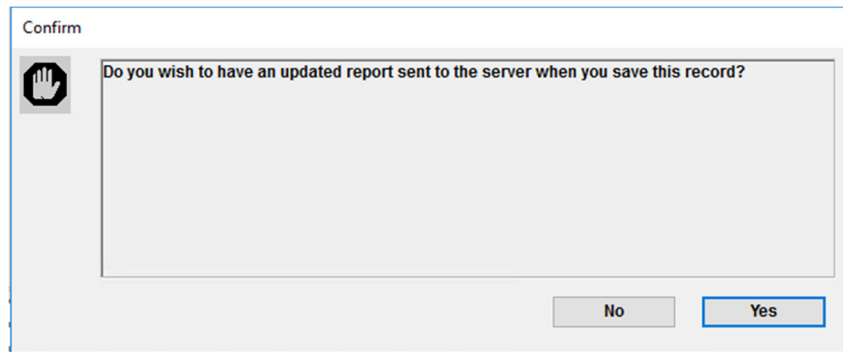 Confirm
Do you wish to have an updated report sent to the server when you save this record?
No
Yes